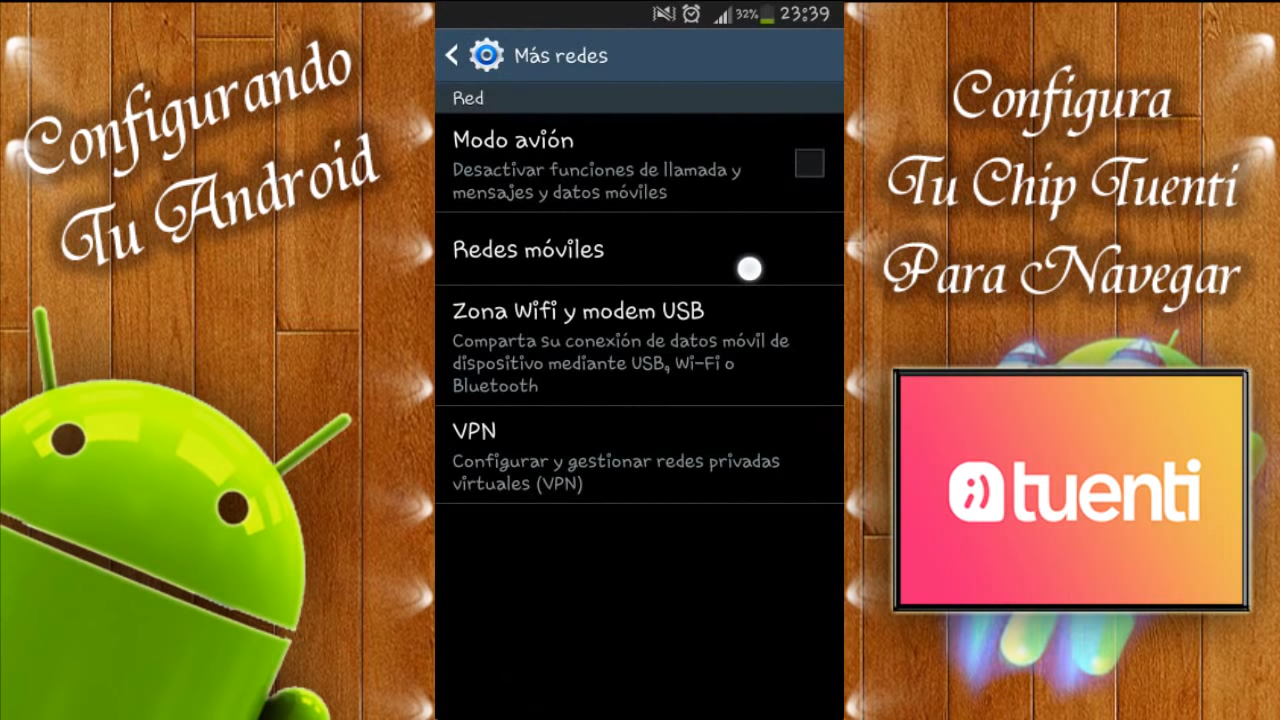 Configurando
Tu Android
32% 23:39
Más redes
Red
Modo avión
Desactivar funciones de llamada y
mensajes y datos móviles
Redes móviles
Zona Wifi y modem USB
Comparta su conexión de datos móvil de
dispositivo mediante USB, Wi-Fi o
Bluetooth
VPN
Configurar y gestionar redes privadas
virtuales (VPN)
Configura
Tu Chip Tuenti
Para Navegar
tuenti